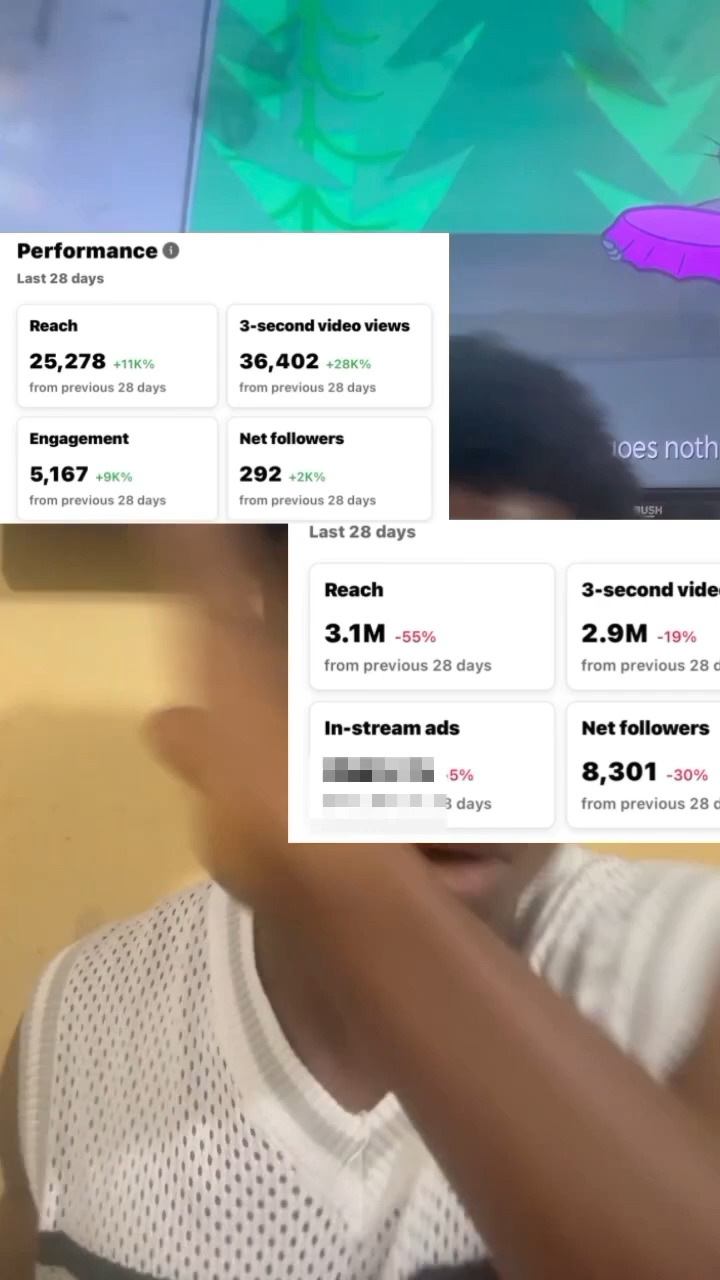 Performance
Last 28 days
Reach
25,278 +11K%
from previous 28 days
3-second video views
36,402 +28K%
from previous 28 days
Engagement
5,167 +9K%
from previous 28 days
Net followers
292 +2K%
from previous 28 days
oes noth
BUSH
Last 28 days
Reach
3.1M -55%
from previous 28 days
3-second vide
2.9M -19%
from previous 28 d
In-stream ads
5%
8 days
Net followers
8,301 -30%
from previous 28 d